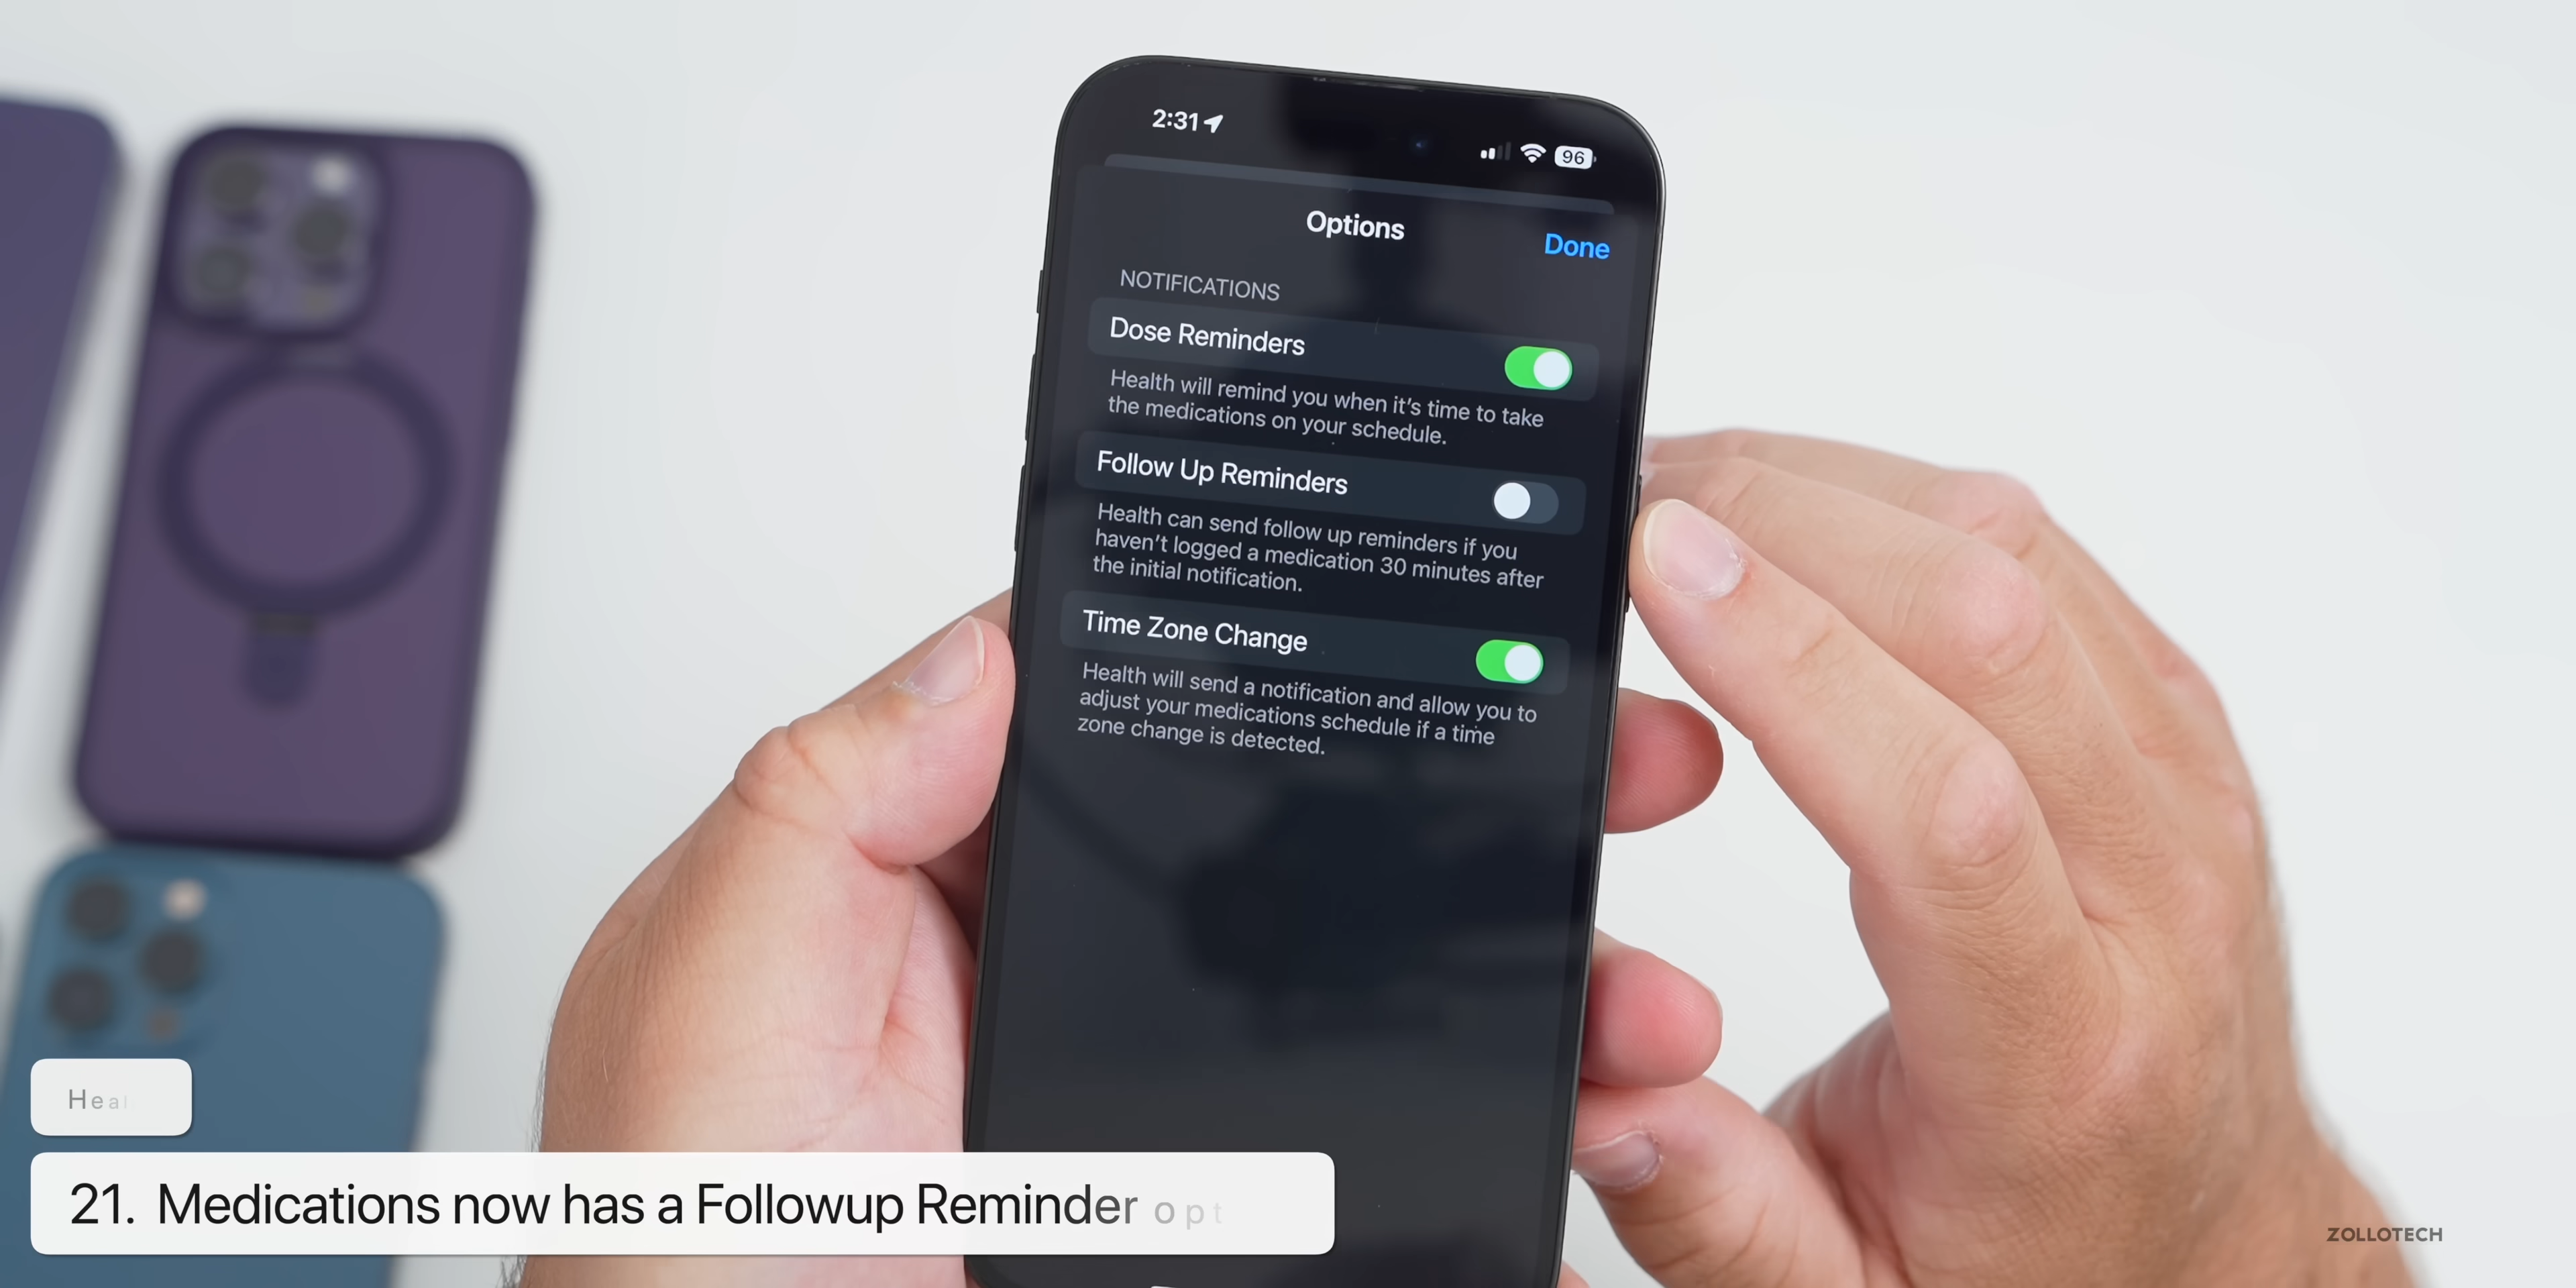 2:31
96
Options
Done
NOTIFICATIONS
Dose Reminders
Health will remind you when it's time to take
the medications on your schedule.
Follow Up Reminders
Health can send follow up reminders if you
haven't logged a medication 30 minutes after
the initial notification.
Time Zone Change
Health will send a notification and allow you to
adjust your medications schedule if a time
zone change is detected.
Heal
21. Medications now has a Followup Reminder opt
ZOLLOTECH